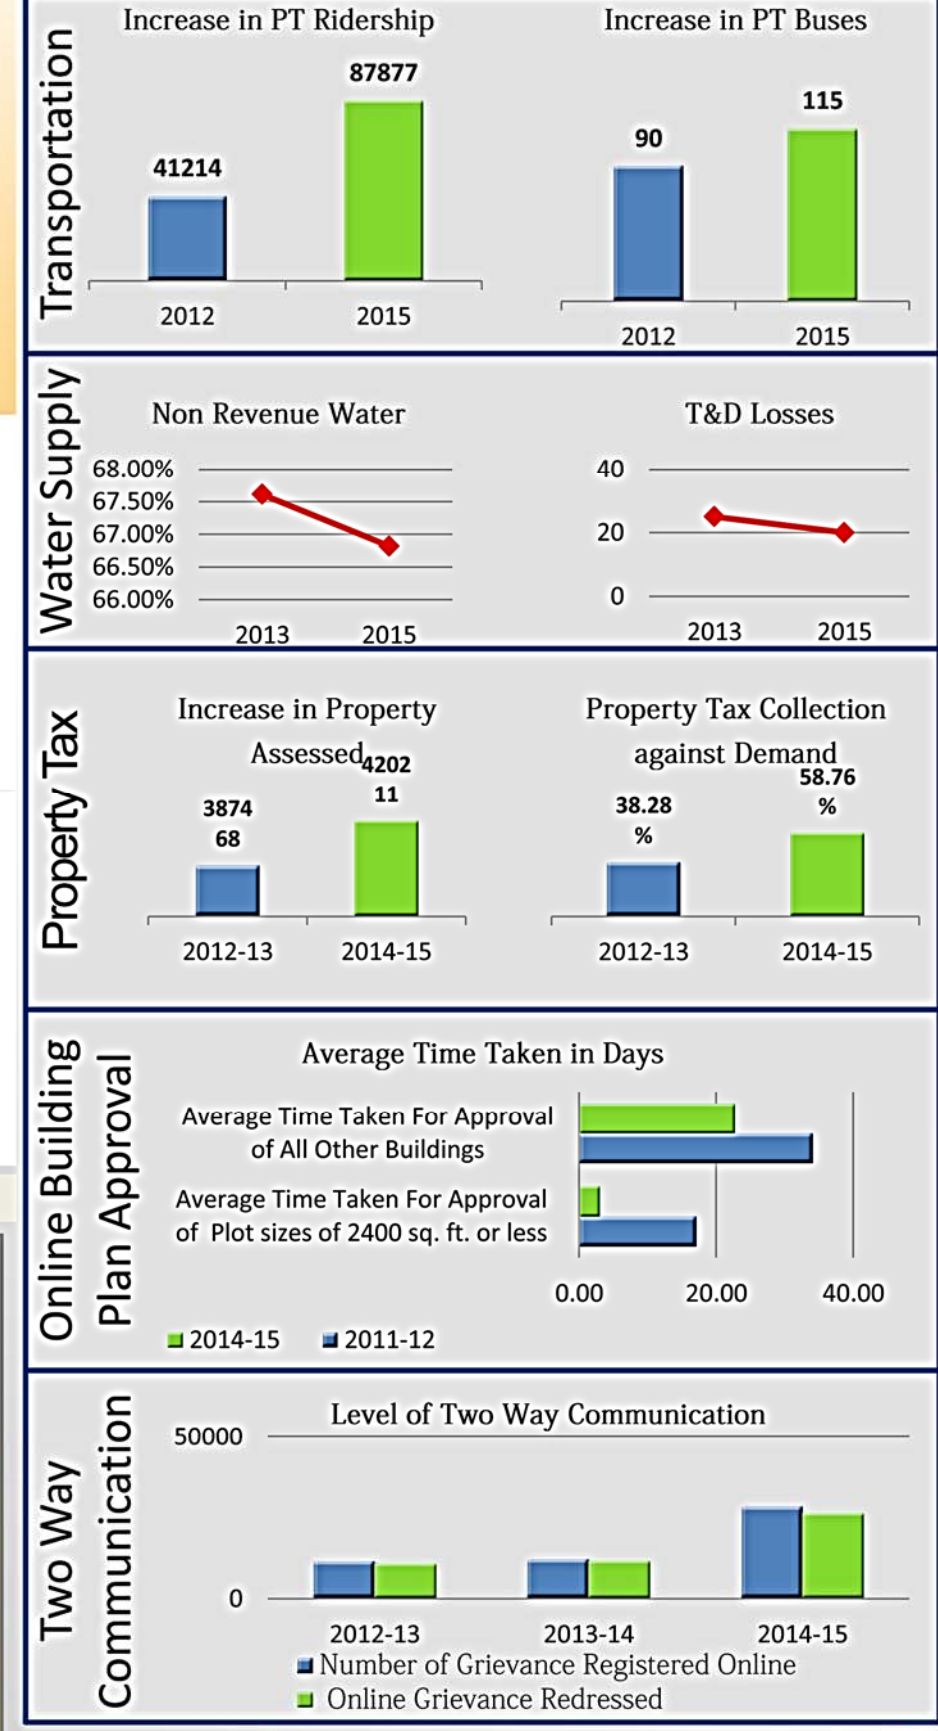 Transportation
Increase in PT Ridership
87877
41214
2012
2015
Increase in PT Buses
115
90
2012
2015
Water Supply
Non Revenue Water
68.00%
67.50%
67.00%
66.50%
66.00%
2013
2015
T&D Losses
40
20
0
2013
2015
Property Tax
Increase in Property
Assessed
4202
11
3874
68
2012-13
2014-15
Property Tax Collection
against Demand
58.76
%
38.28
%
2012-13
2014-15
Online Building
Plan Approval
Average Time Taken in Days
Average Time Taken For Approval
of All Other Buildings
Average Time Taken For Approval
of Plot sizes of 2400 sq. ft. or less
0.00
20.00
40.00
2014-15
2011-12
Two Way
Communication
Level of Two Way Communication
50000
0
2012-13
2013-14
2014-15
Number of Grievance Registered Online
Online Grievance Redressed